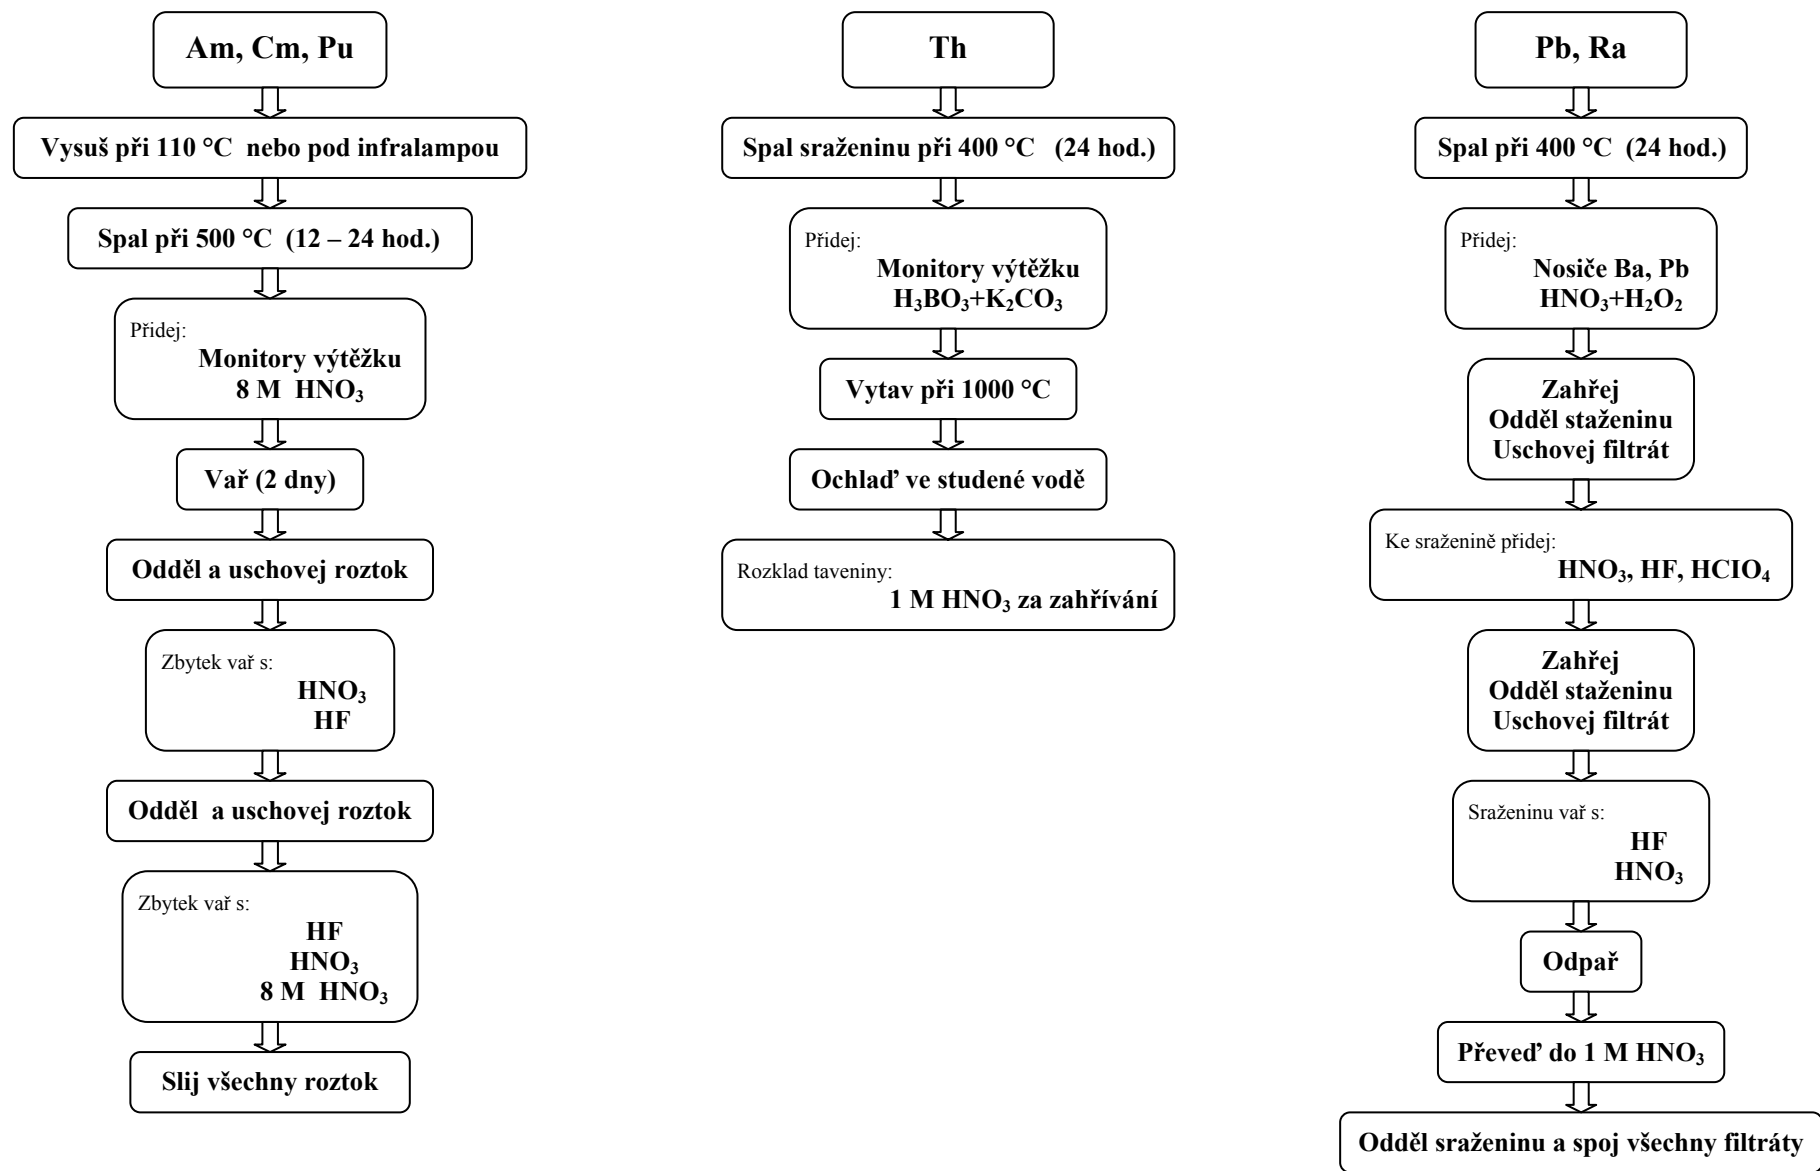 Am, Cm, Pu
Vysuš při 110 °C nebo pod infralampou
Spal při 500 °C (12 – 24 hod.)
Přidej:
Monitory výtěžku
8 M HNO₃
Vař (2 dny)
Odděl a uschovej roztok
Zbytek vař s:
HNO₃
HF
Odděl a uschovej roztok
Zbytek vař s:
HF
HNO₃
8 M HNO₃
Slij všechny roztok
Th
Spal sraženinu při 400 °C (24 hod.)
Přidej:
Monitory výtěžku
H₃BO₃+K₂CO₃
Vytav při 1000 °C
Ochlaď ve studené vodě
Rozklad taveniny:
1 M HNO₃ za zahřívání
Pb, Ra
Spal při 400 °C (24 hod.)
Přidej:
Nosiče Ba, Pb
HNO₃+H₂O₂
Zahřej
Odděl staženinu
Uschovej filtrát
Ke sraženině přidej:
HNO₃, HF, HClO₄
Zahřej
Odděl staženinu
Uschovej filtrát
Sraženinu vař s:
HF
HNO₃
Odpař
Převeď do 1 M HNO₃
Odděl sraženinu a spoj všechny filtráty